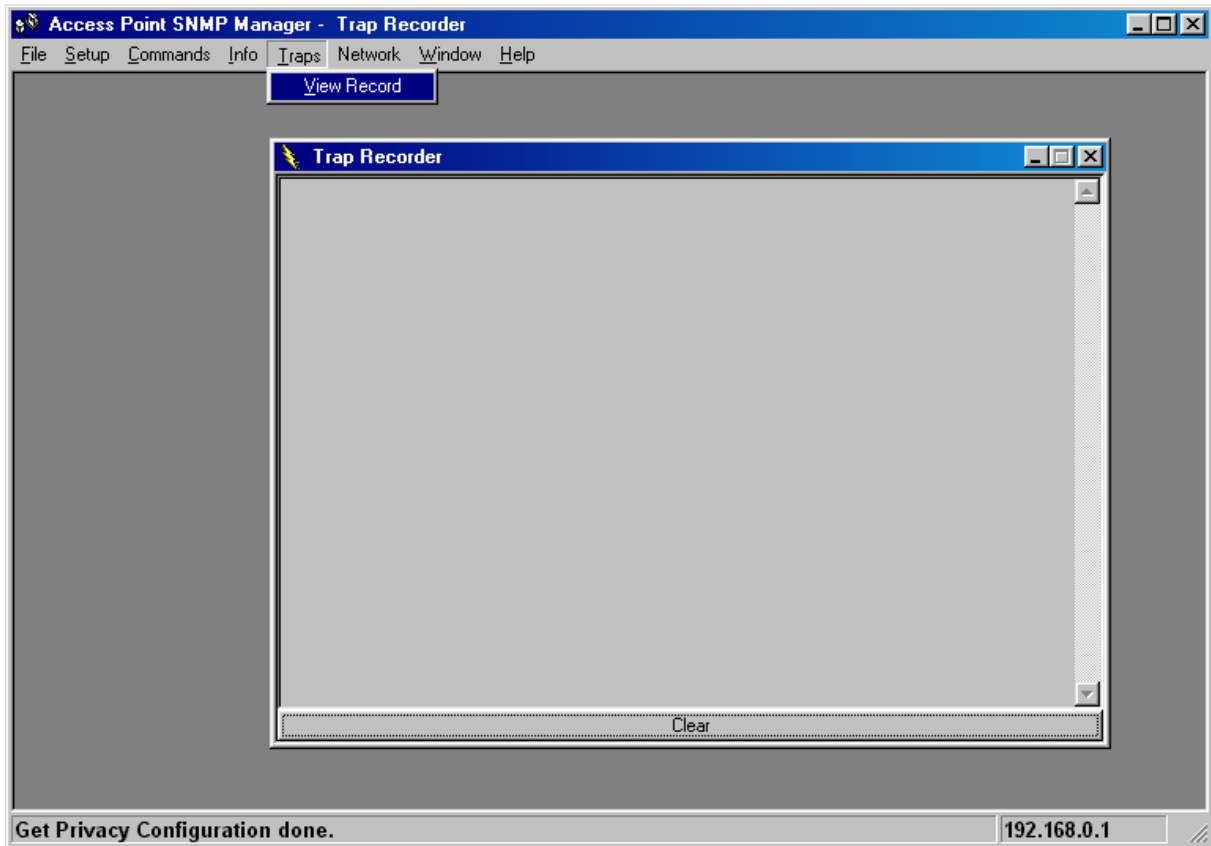 Access Point SNMP Manager - Trap Recorder
File Setup Commands Info Traps Network Window Help
View Record
Trap Recorder
Clear
Get Privacy Configuration done. 192.168.0.1